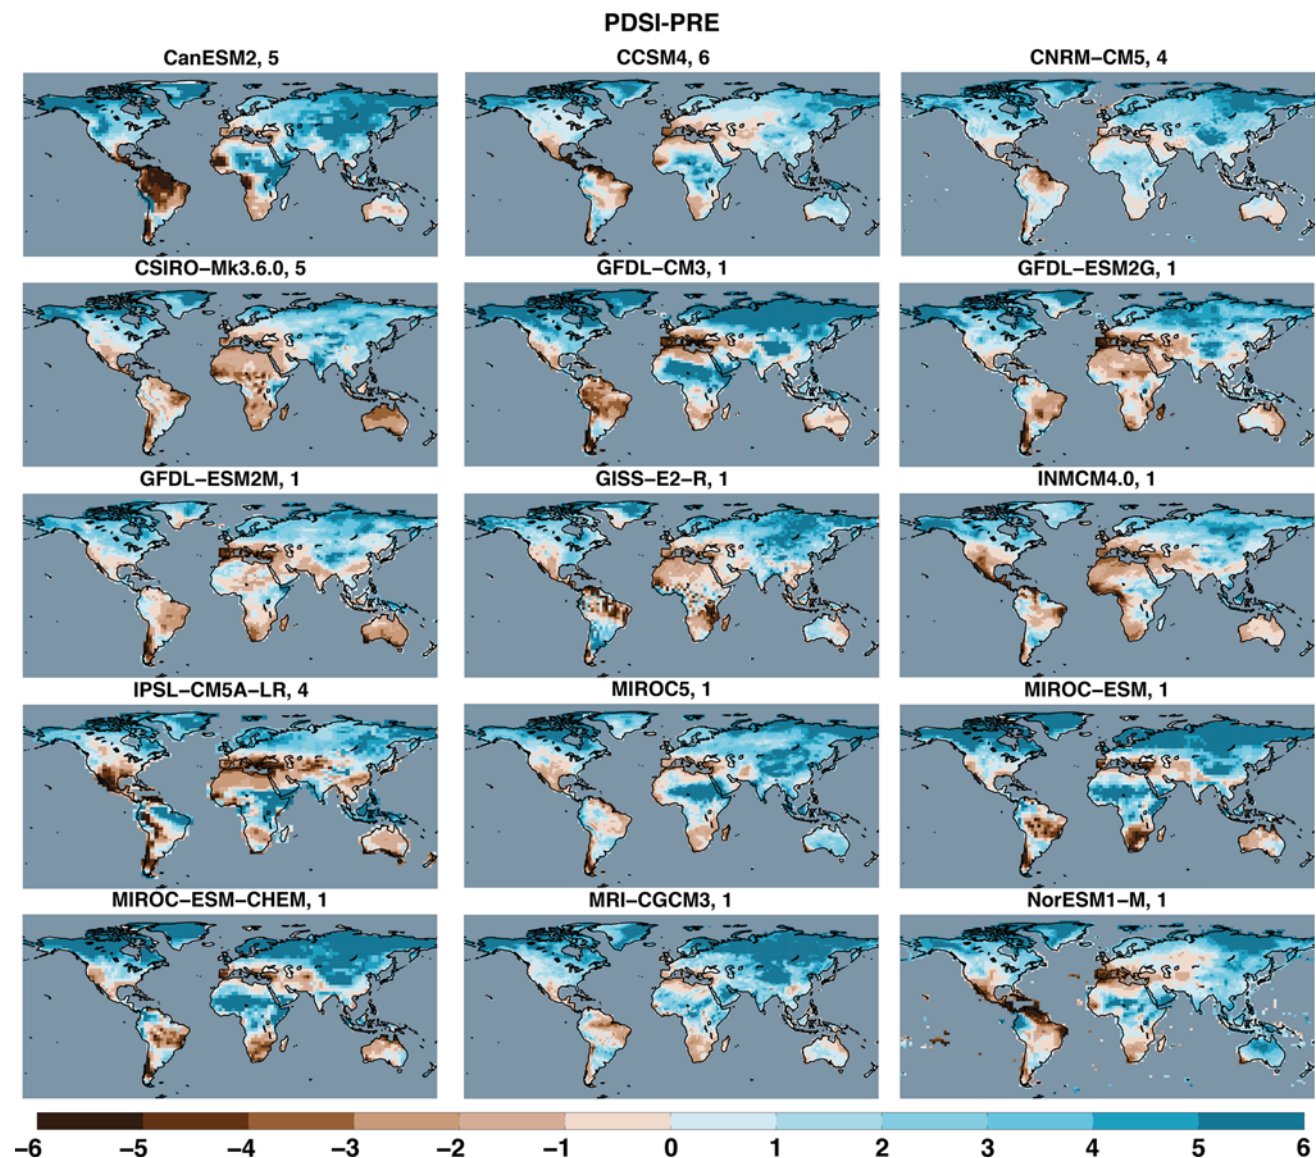 PDSI-PRE
CanESM2, 5
CCSM4, 6
CNRM−CM5, 4
CSIRO−Mk3.6.0, 5
GFDL−CM3, 1
GFDL−ESM2G, 1
GFDL−ESM2M, 1
GISS−E2−R, 1
INMCM4.0, 1
IPSL−CM5A−LR, 4
MIROC5, 1
MIROC−ESM, 1
MIROC−ESM−CHEM, 1
MRI−CGCM3, 1
NorESM1−M, 1
−6 −5 −4 −3 −2 −1 0 1 2 3 4 5 6